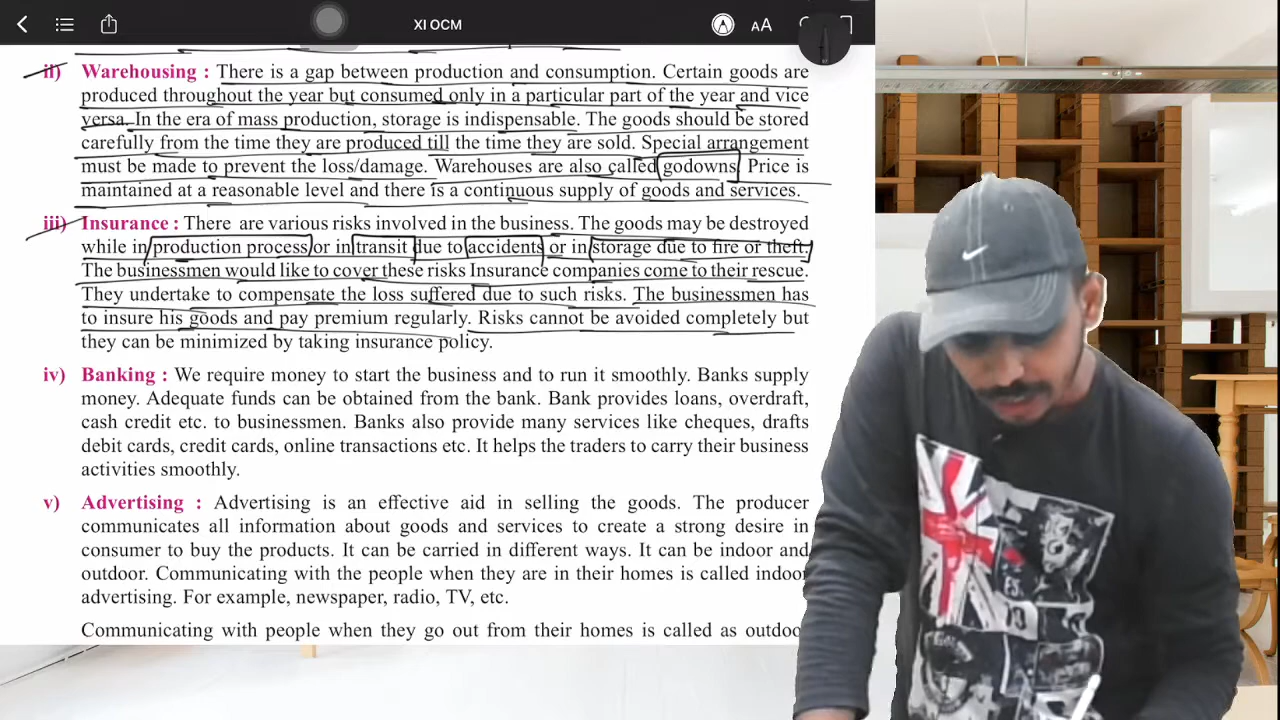 XI OCM
AA
ii) Warehousing : There is a gap between production and consumption. Certain goods are
produced throughout the year but consumed only in a particular part of the year and vice
versa. In the era of mass production, storage is indispensable. The goods should be stored
carefully from the time they are produced till the time they are sold. Special arrangement
must be made to prevent the loss/damage. Warehouses are also called godowns. Price is
maintained at a reasonable level and there is a continuous supply of goods and services.
iii) Insurance : There are various risks involved in the business. The goods may be destroyed
while in production process or in transit due to accidents or in storage due to fire or theft.
The businessmen would like to cover these risks Insurance companies come to their rescue.
They undertake to compensate the loss suffered due to such risks. The businessmen has
to insure his goods and pay premium regularly. Risks cannot be avoided completely but
they can be minimized by taking insurance policy.
iv) Banking : We require money to start the business and to run it smoothly. Banks supply
money. Adequate funds can be obtained from the bank. Bank provides loans, overdraft,
cash credit etc. to businessmen. Banks also provide many services like cheques, drafts
debit cards, credit cards, online transactions etc. It helps the traders to carry their business
activities smoothly.
v) Advertising : Advertising is an effective aid in selling the goods. The producer
communicates all information about goods and services to create a strong desire in
consumer to buy the products. It can be carried in different ways. It can be indoor and
outdoor. Communicating with the people when they are in their homes is called indoor
advertising. For example, newspaper, radio, TV, etc.
Communicating with people when they go out from their homes is called as outdoo